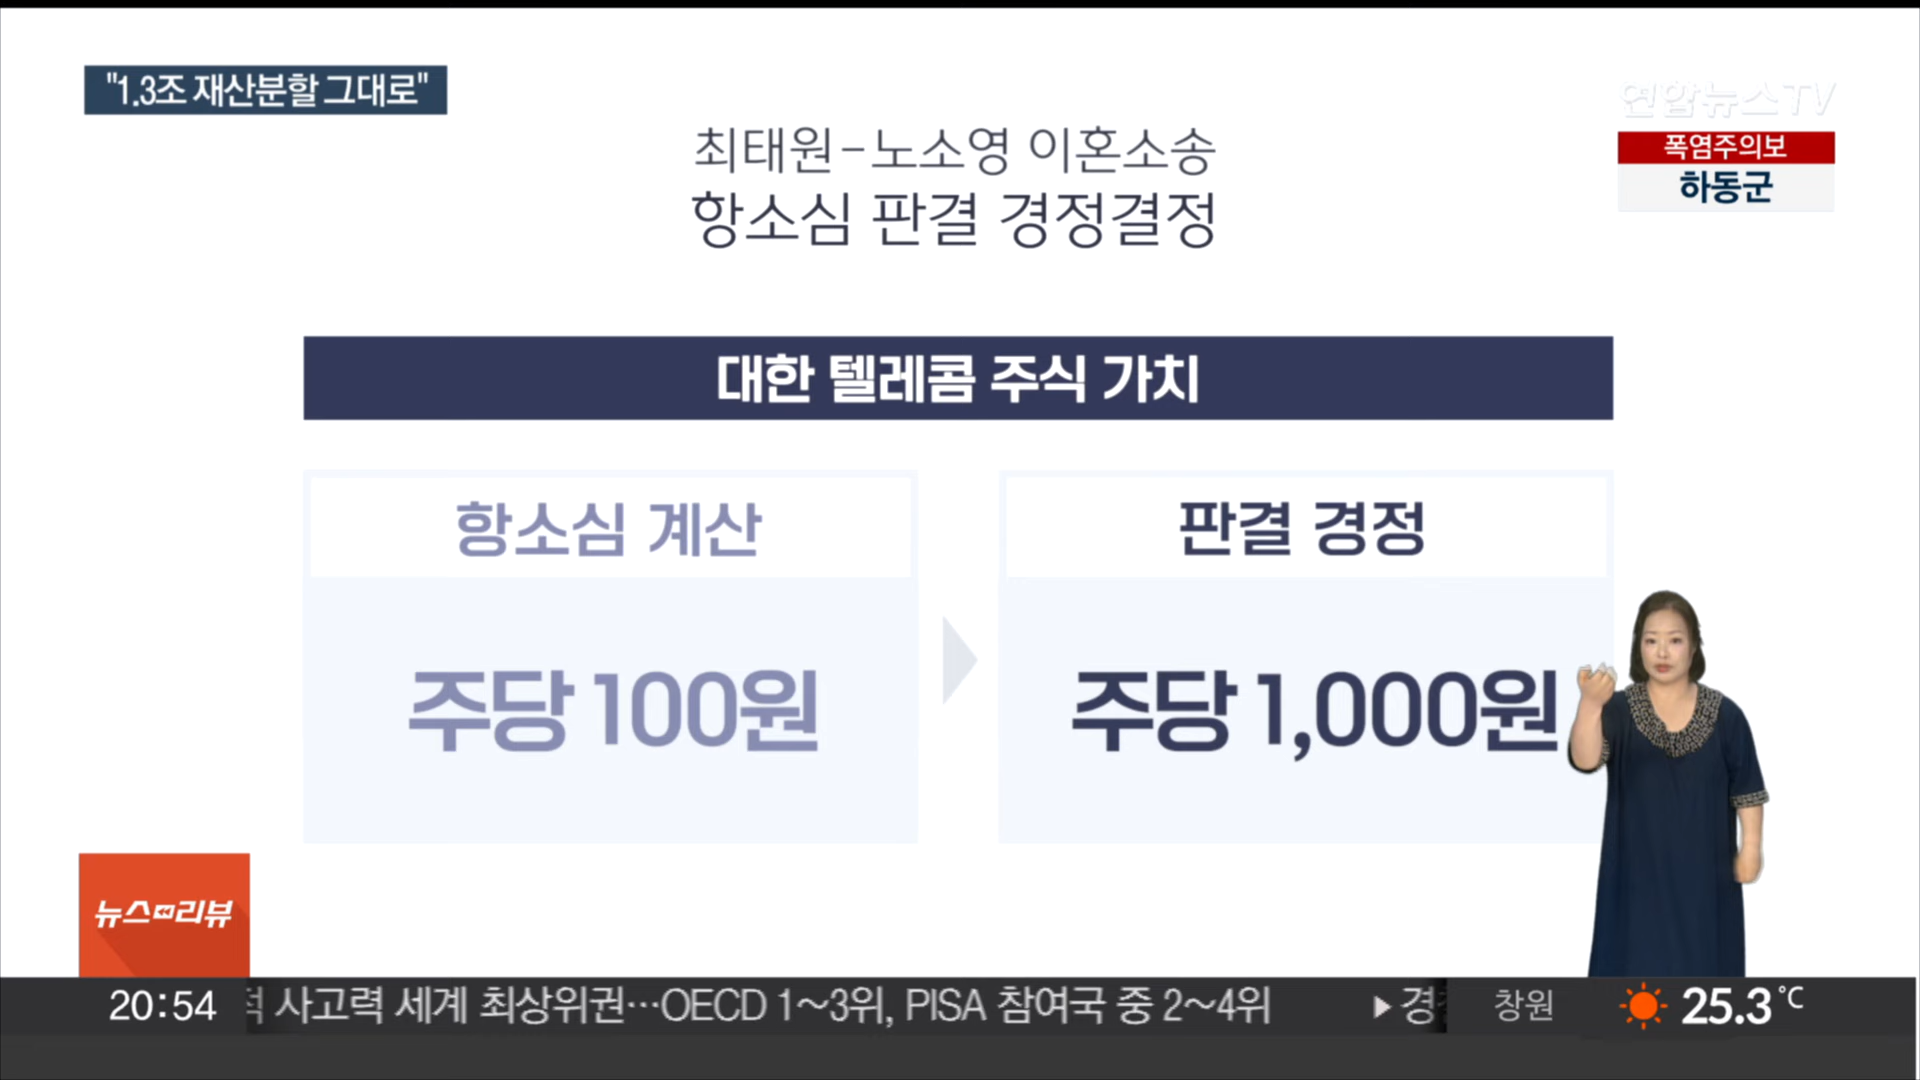 "1.3조 재산분할 그대로"
연합뉴스TV
폭염주의보
하동군
최태원-노소영 이혼소송
항소심 판결 경정결정
대한 텔레콤 주식 가치
항소심 계산
판결 경정
주당 100원
주당 1,000원
뉴스리뷰
20:54
사고력 세계 최상위권…OECD 1~3위, PISA 참여국 중 2~4위
▶
창원
25.3℃